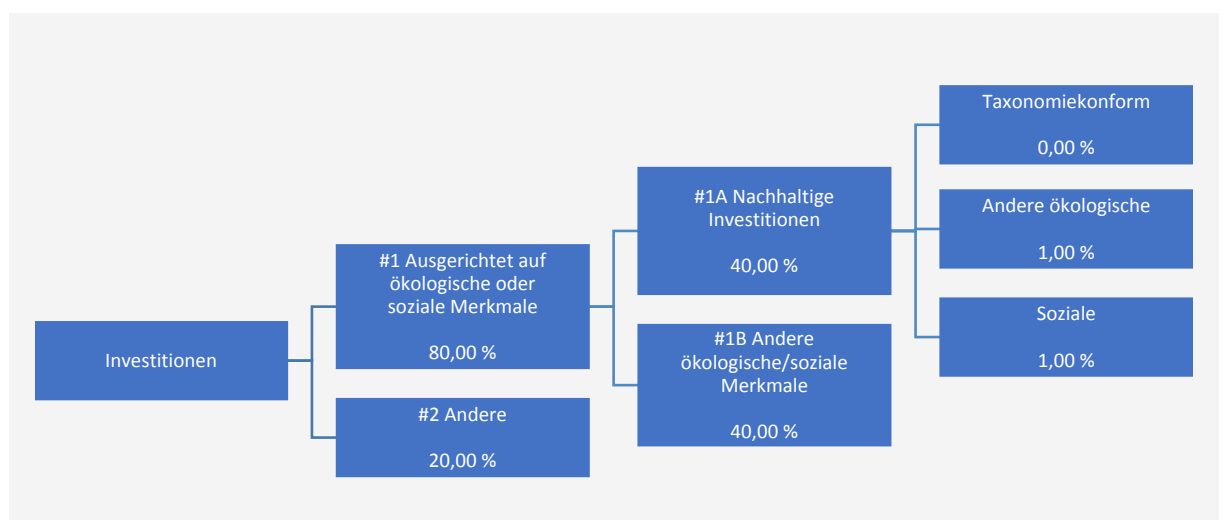 Investitionen
#1 Ausgerichtet auf
ökologische oder
soziale Merkmale
80,00 %
#2 Andere
20,00 %
#1A Nachhaltige
Investitionen
40,00 %
#1B Andere
ökologische/soziale
Merkmale
40,00 %
Taxonomiekonform
0,00 %
Andere ökologische
1,00 %
Soziale
1,00 %